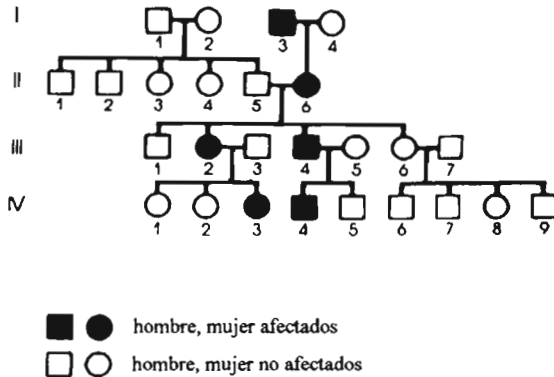 I
1 2 3 4
II
1 2 3 4 5 6
III
1 2 3 4 5 6 7
IV
1 2 3 4 5 6 7 8 9
hombre, mujer afectados
hombre, mujer no afectados